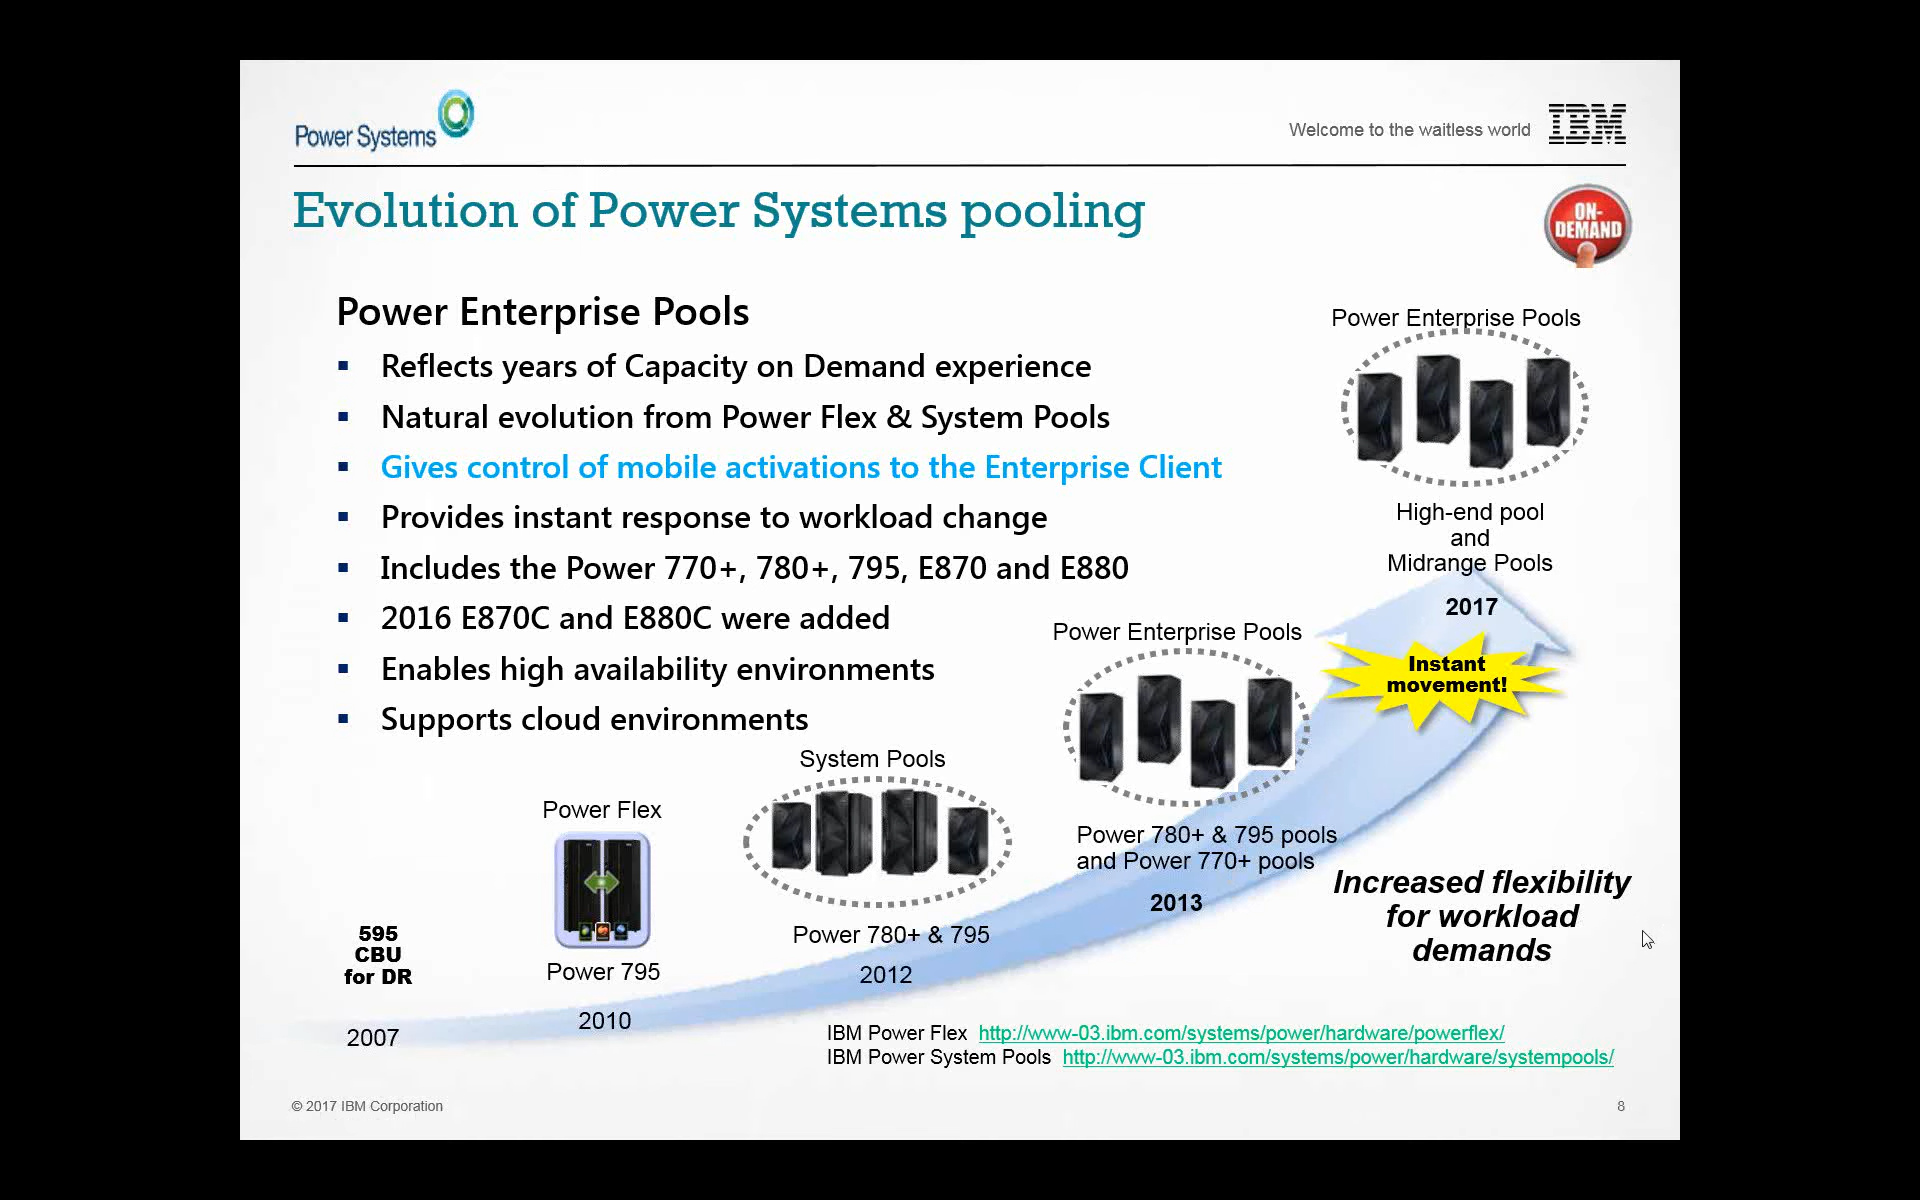 Power Systems
Welcome to the waitless world
IBM
Evolution of Power Systems pooling
ON-
DEMAND
Power Enterprise Pools
▪ Reflects years of Capacity on Demand experience
▪ Natural evolution from Power Flex & System Pools
▪ Gives control of mobile activations to the Enterprise Client
▪ Provides instant response to workload change
▪ Includes the Power 770+, 780+, 795, E870 and E880
▪ 2016 E870C and E880C were added
▪ Enables high availability environments
▪ Supports cloud environments
595
CBU
for DR
2007
Power Flex
Power 795
2010
System Pools
Power 780+ & 795
2012
Power Enterprise Pools
Power 780+ & 795 pools
and Power 770+ pools
2013
Power Enterprise Pools
High-end pool
and
Midrange Pools
2017
Instant
movement!
Increased flexibility
for workload
demands
IBM Power Flex http://www-03.ibm.com/systems/power/hardware/powerflex/
IBM Power System Pools http://www-03.ibm.com/systems/power/hardware/systempools/
© 2017 IBM Corporation
8